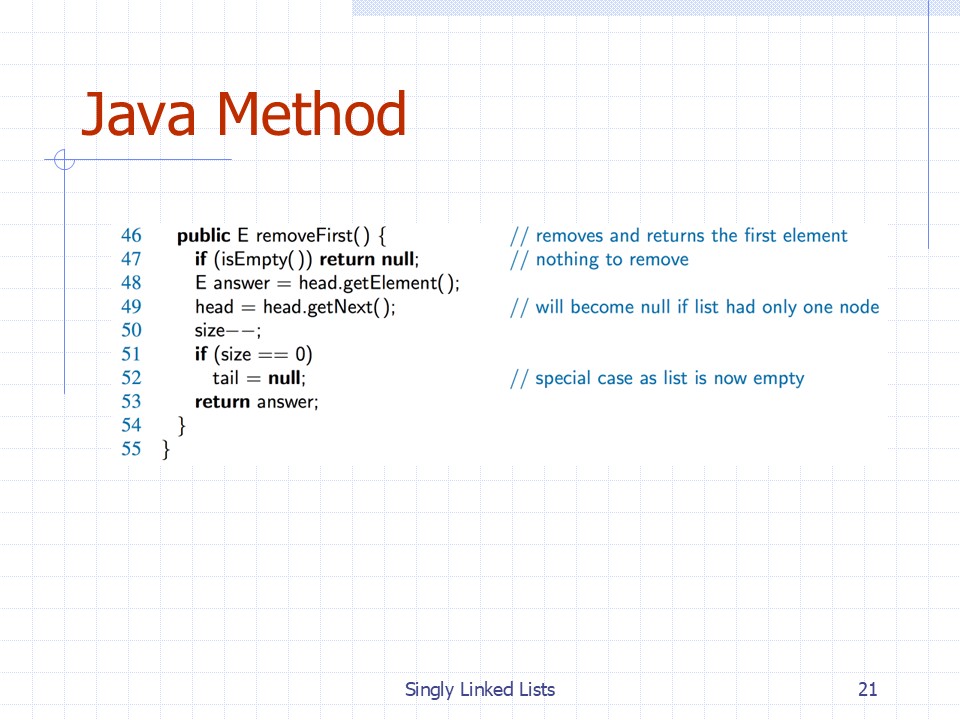 Java Method
46 public E removeFirst() { // removes and returns the first element
47 if (isEmpty()) return null; // nothing to remove
48 E answer = head.getElement();
49 head = head.getNext(); // will become null if list had only one node
50 size−−;
51 if (size == 0)
52 tail = null; // special case as list is now empty
53 return answer;
54 }
55 }
Singly Linked Lists 21